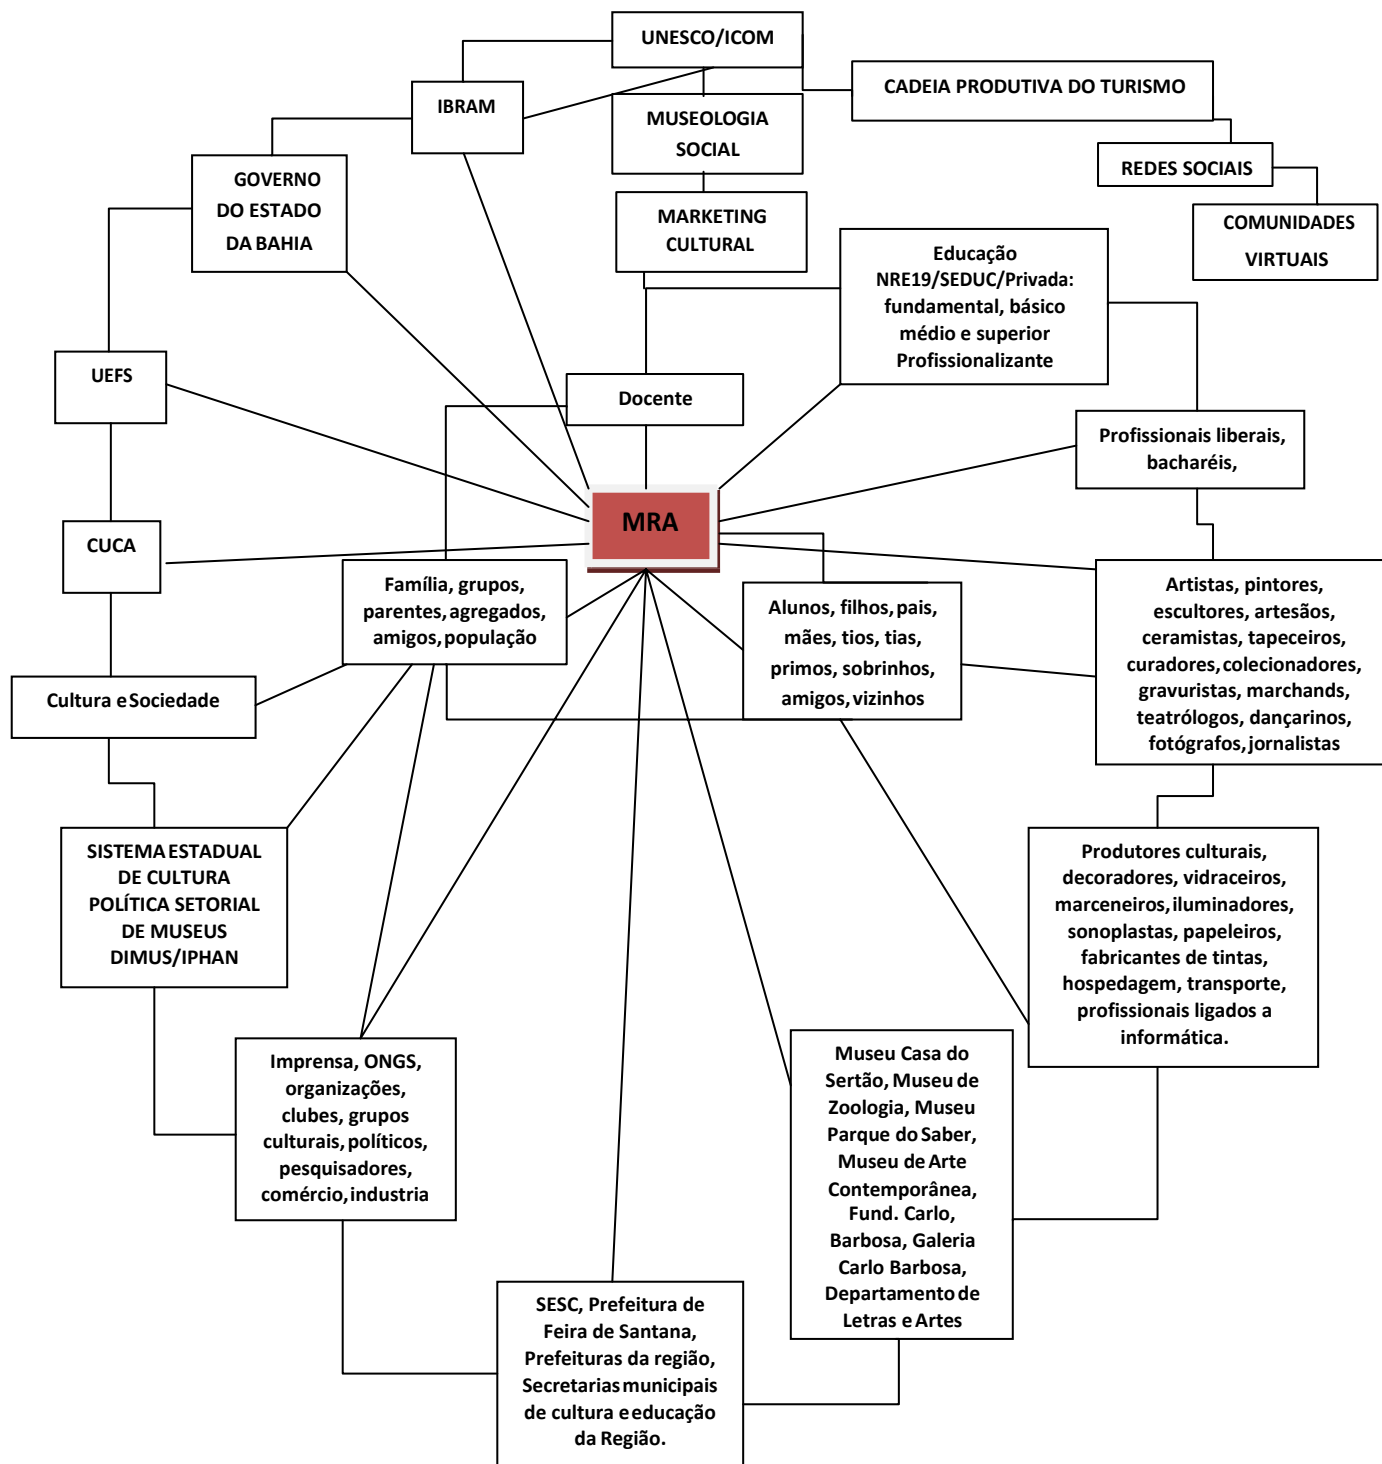 UNESCO/ICOM
CADEIA PRODUTIVA DO TURISMO
IBRAM
MUSEOLOGIA
SOCIAL
REDES SOCIAIS
GOVERNO
DO ESTADO
DA BAHIA
MARKETING
CULTURAL
COMUNIDADES
VIRTUAIS
Educação
NRE19/SEDUC/Privada:
fundamental, básico
médio e superior
Profissionalizante
UEFS
Docente
Profissionais liberais,
bacharéis,
MRA
CUCA
Família, grupos,
parentes, agregados,
amigos, população
Alunos, filhos, pais,
mães, tios, tias,
primos, sobrinhos,
amigos, vizinhos
Artistas, pintores,
escultores, artesãos,
ceramistas, tapeceiros,
curadores, colecionadores,
gravuristas, marchands,
teatrólogos, dançarinos,
fotógrafos, jornalistas
Cultura e Sociedade
SISTEMA ESTADUAL
DE CULTURA
POLÍTICA SETORIAL
DE MUSEUS
DIMUS/IPHAN
Produtores culturais,
decoradores, vidraceiros,
marceneiros, iluminadores,
sonoplastas, papeleiros,
fabricantes de tintas,
hospedagem, transporte,
profissionais ligados a
informática.
Imprensa, ONGS,
organizações,
clubes, grupos
culturais, políticos,
pesquisadores,
comércio, industria
Museu Casa do
Sertão, Museu de
Zoologia, Museu
Parque do Saber,
Museu de Arte
Contemporânea,
Fund. Carlo,
Barbosa, Galeria
Carlo Barbosa,
Departamento de
Letras e Artes
SESC, Prefeitura de
Feira de Santana,
Prefeituras da região,
Secretarias municipais
de cultura e educação
da Região.